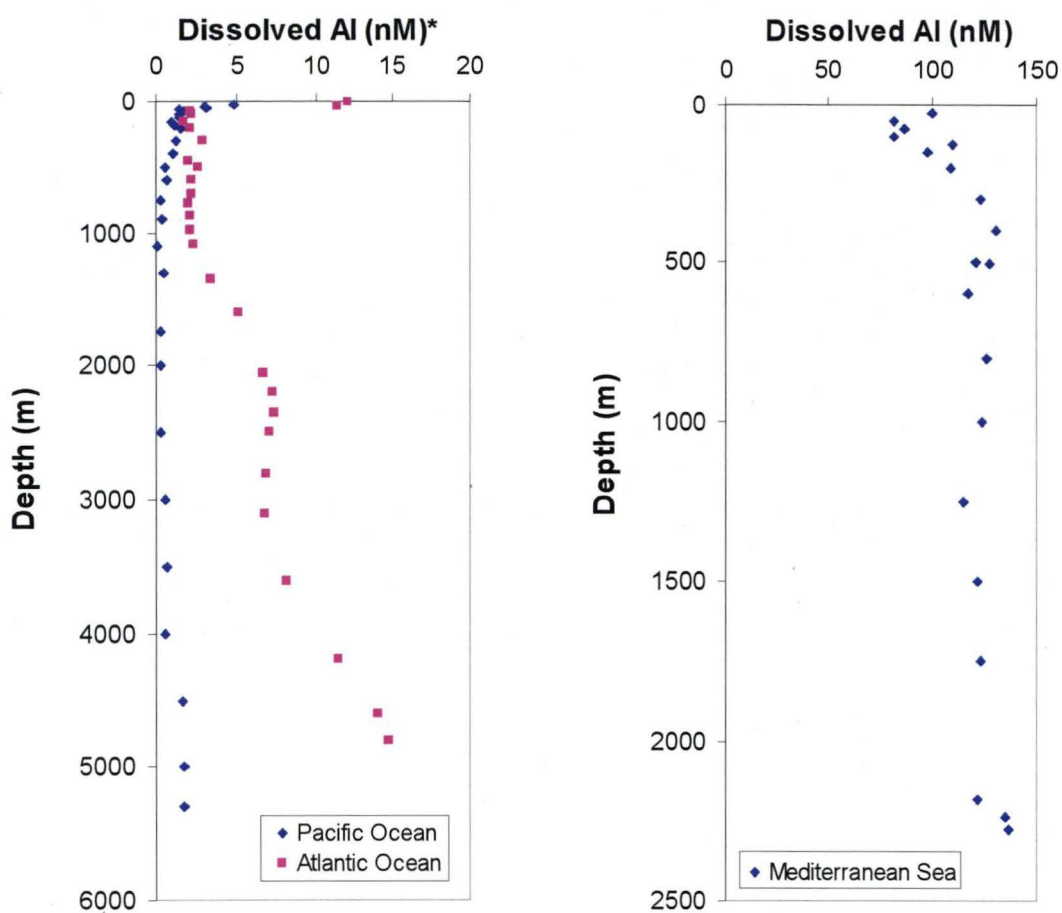 Dissolved Al (nM)*
0 5 10 15 20
0
1000
2000
3000
4000
5000
6000
Depth (m)
Pacific Ocean
Atlantic Ocean
Dissolved Al (nM)
0 50 100 150
0
500
1000
1500
2000
2500
Depth (m)
Mediterranean Sea